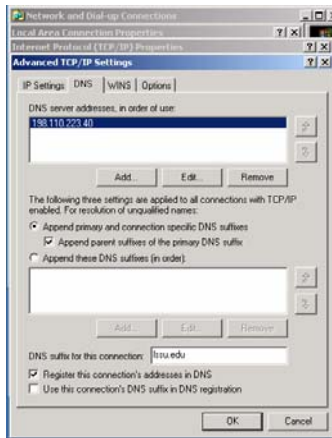 Network and Dial-up Connections
Local Area Connection Properties
Internet Protocol (TCP/IP) Properties
Advanced TCP/IP Settings
IP Settings DNS WINS Options
DNS server addresses, in order of use:
198.110.223.40
Add... Edit... Remove
The following three settings are applied to all connections with TCP/IP
enabled. For resolution of unqualified names:
Append primary and connection specific DNS suffixes
Append parent suffixes of the primary DNS suffix
Append these DNS suffixes (in order):
Add... Edit... Remove
DNS suffix for this connection: lssu.edu
Register this connection's addresses in DNS
Use this connection's DNS suffix in DNS registration
OK Cancel